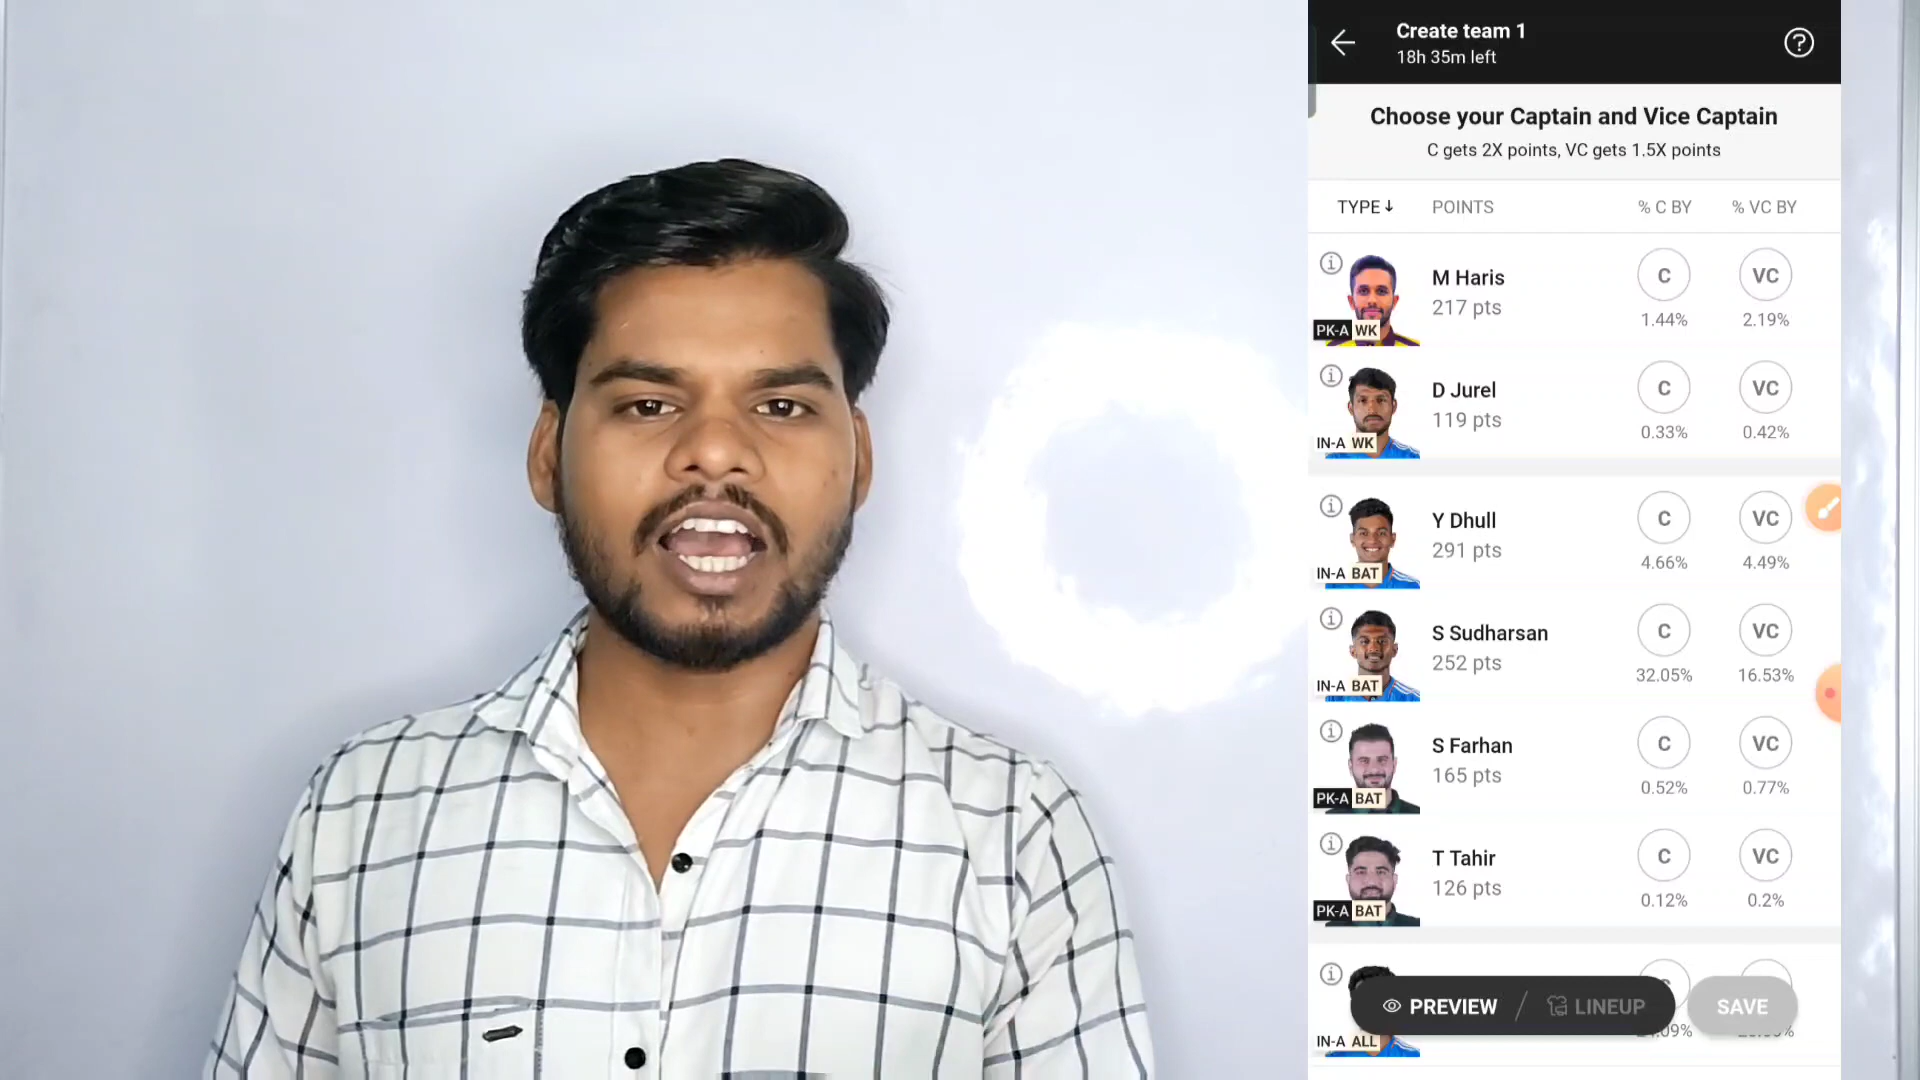 Create team 1
18h 35m left
Choose your Captain and Vice Captain
C gets 2X points, VC gets 1.5X points
TYPE↓ POINTS % C BY % VC BY
M Haris C VC
217 pts
PK-A WK 1.44% 2.19%
D Jurel C VC
119 pts
IN-A WK 0.33% 0.42%
Y Dhull C VC
291 pts
IN-A BAT 4.66% 4.49%
S Sudharsan C VC
252 pts
IN-A BAT 32.05% 16.53%
S Farhan C VC
165 pts
PK-A BAT 0.52% 0.77%
T Tahir C VC
126 pts
PK-A BAT 0.12% 0.2%
PREVIEW / LINEUP SAVE
IN-A ALL